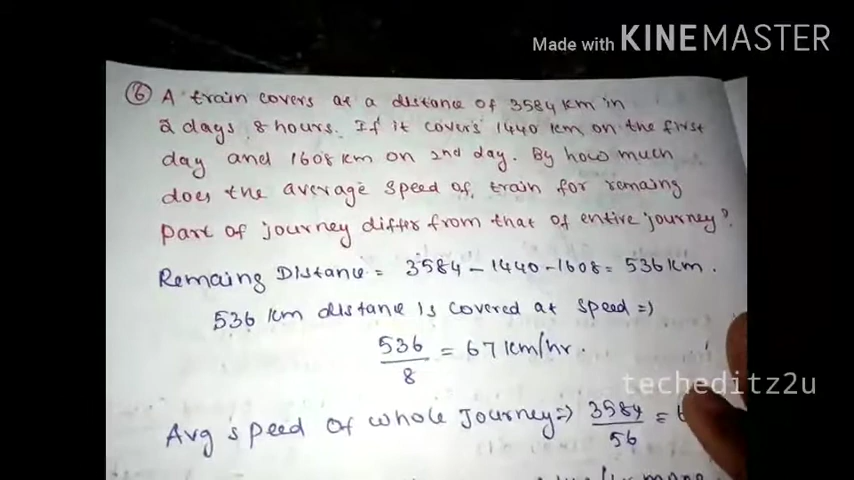 Made with KINEMASTER
⑥ A train covers at a distance of 3584 km in
2 days 8 hours. If it covers 1440 km on the first
day and 1608 km on 2nd day. By how much
does the average speed of train for remaing
part of journey differ from that of entire journey?
Remaing Distance = 3584 - 1440 - 1608 = 536 km.
536 km distance is covered at speed =>
536/8 = 67 km/hr.
techeditz2u
Avg speed of whole Journey => 3584/56 = 6